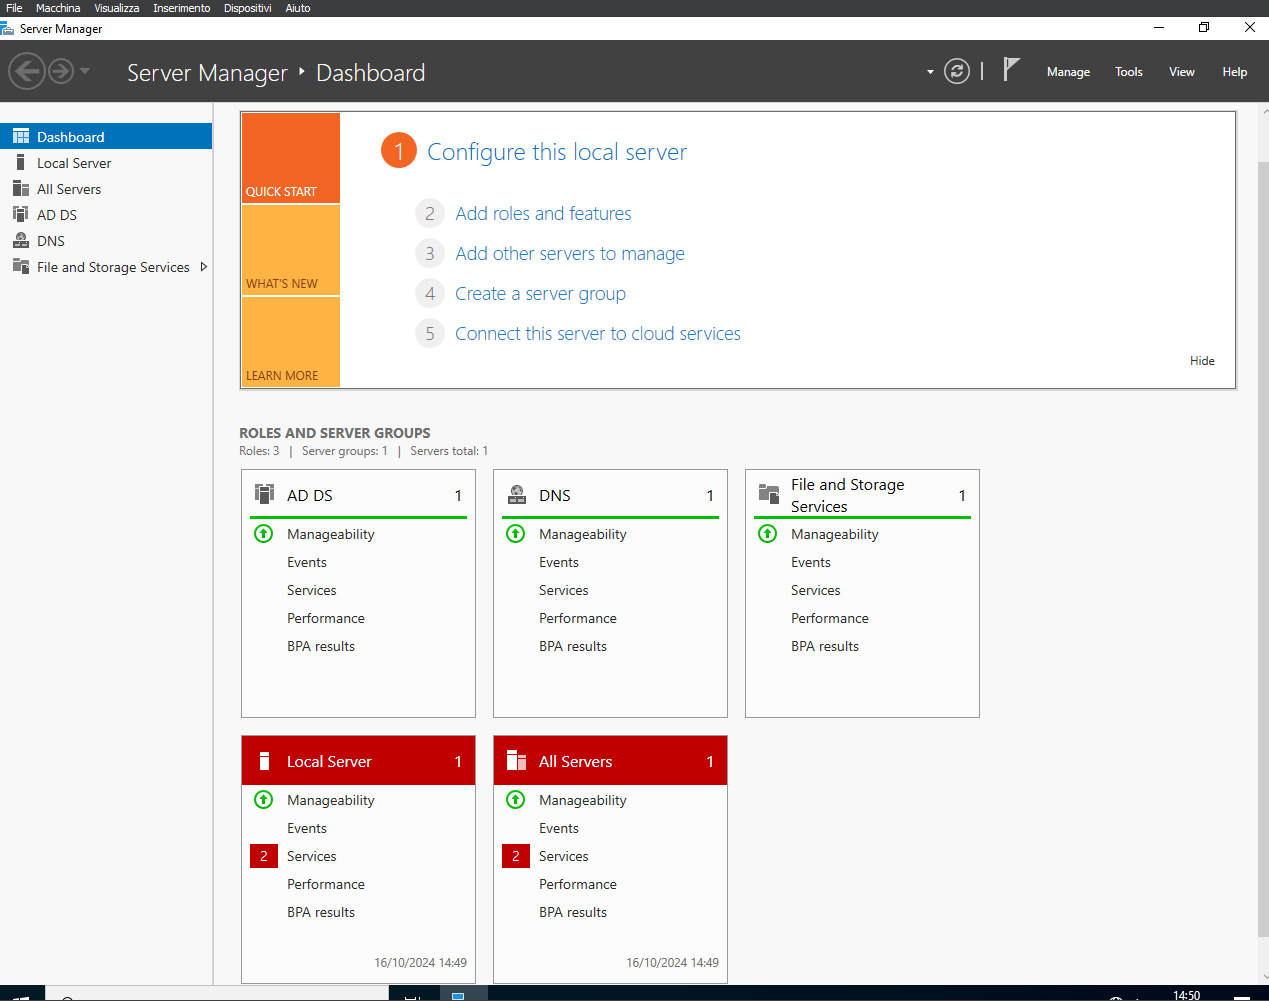 File Macchina Visualizza Inserimento Dispositivi Aiuto
Server Manager
Server Manager Dashboard
Manage Tools View Help
Dashboard
Local Server
All Servers
AD DS
DNS
File and Storage Services
QUICK START
WHAT'S NEW
LEARN MORE
1 Configure this local server
2 Add roles and features
3 Add other servers to manage
4 Create a server group
5 Connect this server to cloud services
Hide
ROLES AND SERVER GROUPS
Roles: 3 | Server groups: 1 | Servers total: 1
AD DS 1
Manageability
Events
Services
Performance
BPA results
DNS 1
Manageability
Events
Services
Performance
BPA results
File and Storage
Services 1
Manageability
Events
Services
Performance
BPA results
Local Server 1
Manageability
Events
2 Services
Performance
BPA results
16/10/2024 14:49
All Servers 1
Manageability
Events
2 Services
Performance
BPA results
16/10/2024 14:49
14:50